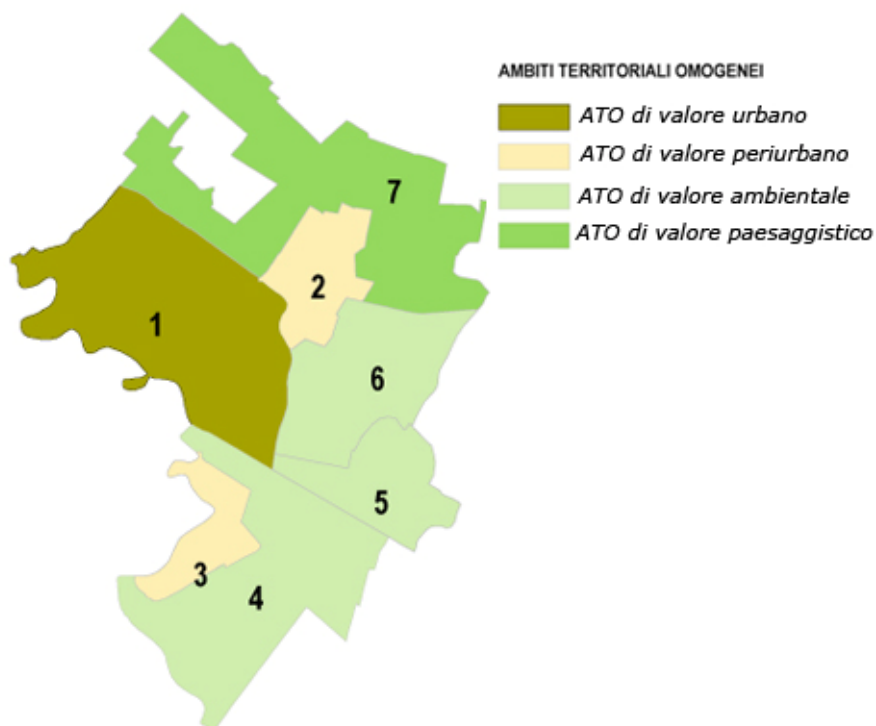 AMBITI TERRITORIALI OMOGENEI
ATO di valore urbano
ATO di valore periurbano
ATO di valore ambientale
ATO di valore paesaggistico
7
2
1
6
5
3
4